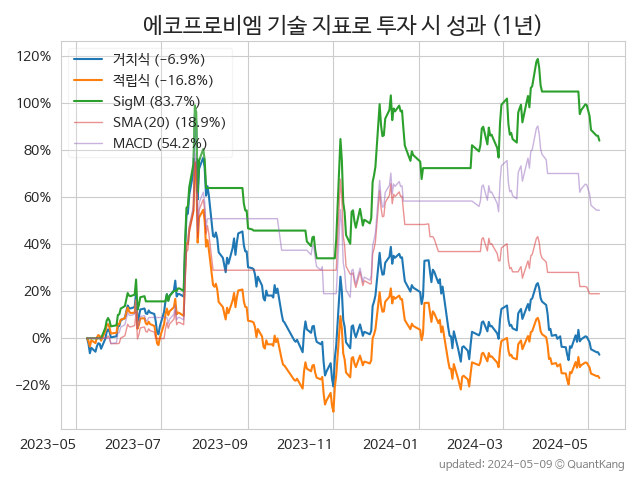 에코프로비엠 기술 지표로 투자 시 성과 (1년)
거치식 (−6.9%)
적립식 (−16.8%)
SigM (83.7%)
SMA(20) (18.9%)
MACD (54.2%)
120%
100%
80%
60%
40%
20%
0%
−20%
2023-05 2023-07 2023-09 2023-11 2024-01 2024-03 2024-05
updated: 2024-05-09 © QuantKang